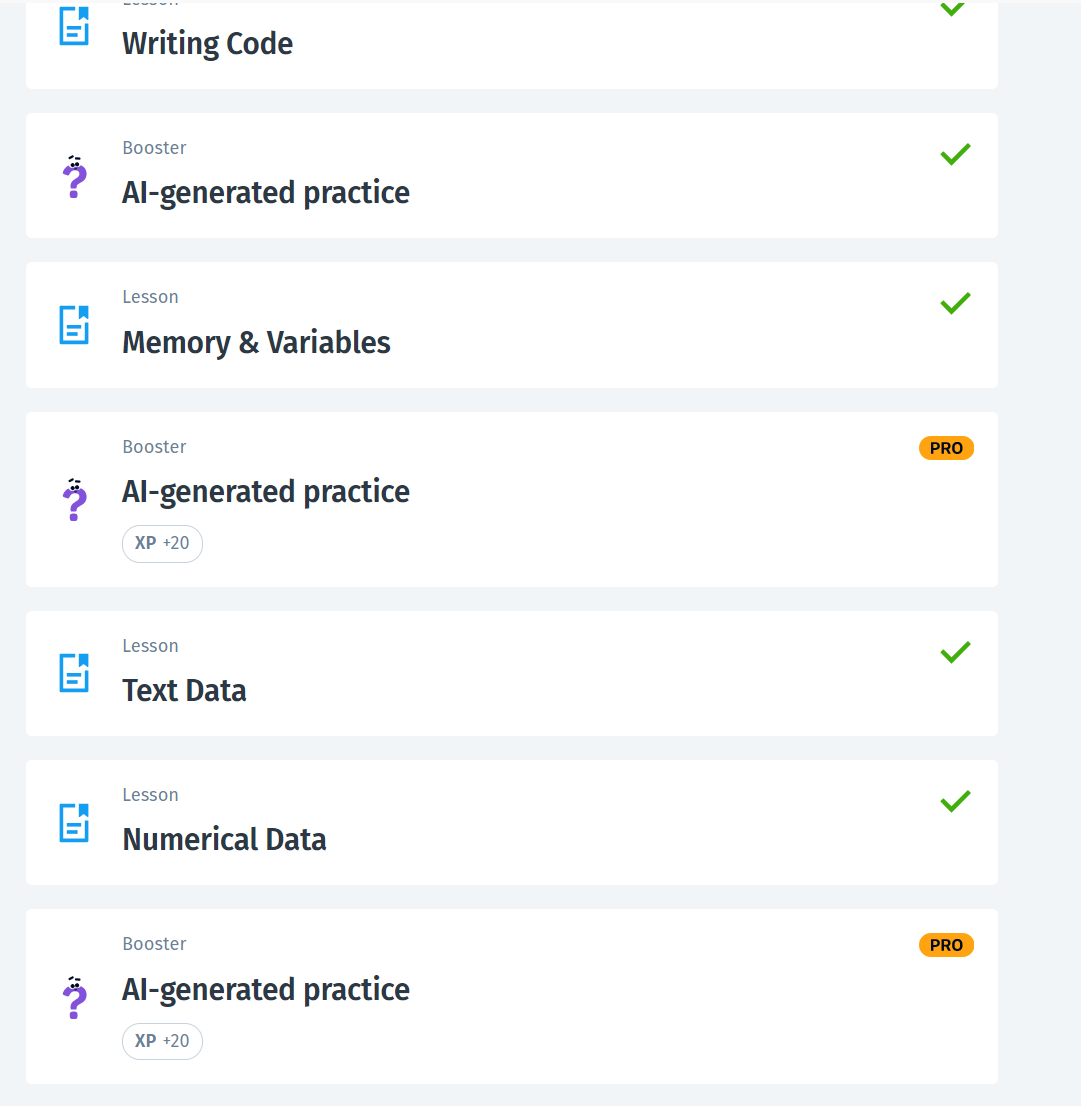 Lesson
Writing Code
Booster
AI-generated practice
Lesson
Memory & Variables
Booster
PRO
AI-generated practice
XP +20
Lesson
Text Data
Lesson
Numerical Data
Booster
PRO
AI-generated practice
XP +20